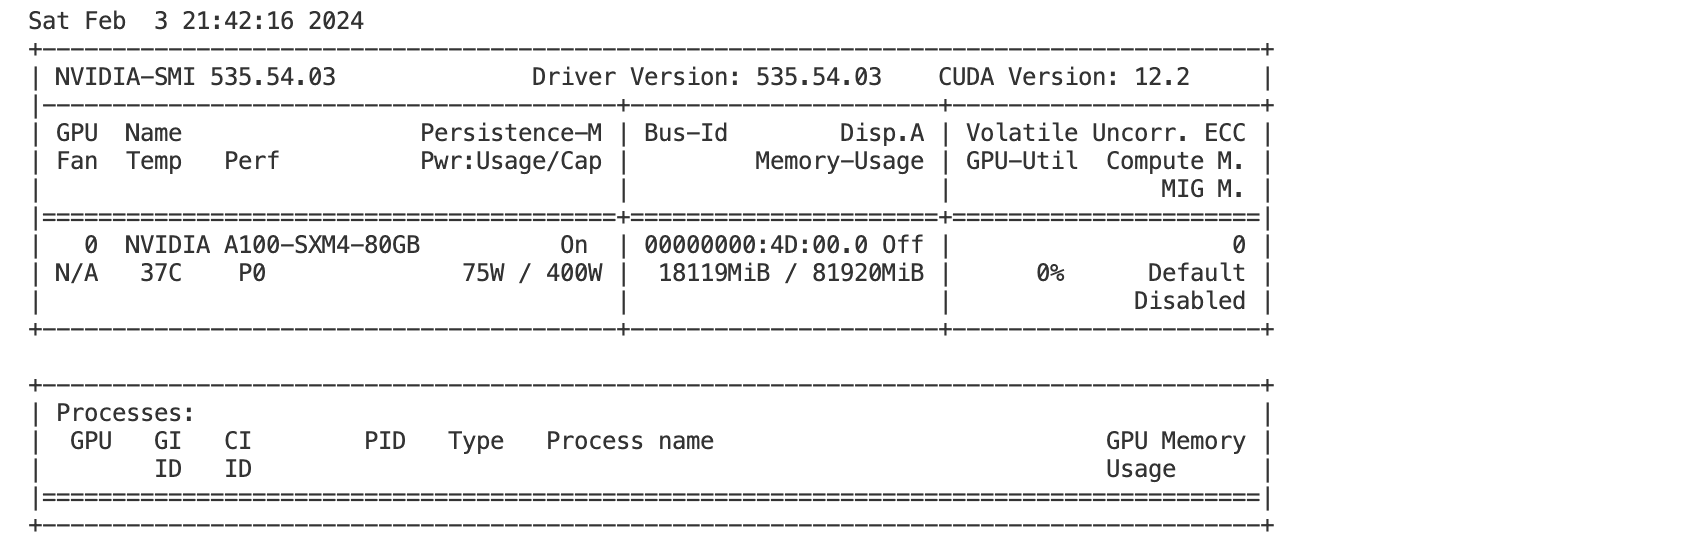 Sat Feb  3 21:42:16 2024
+---------------------------------------------------------------------------------------+
| NVIDIA-SMI 535.54.03              Driver Version: 535.54.03    CUDA Version: 12.2     |
|-----------------------------------------+----------------------+----------------------+
| GPU  Name                 Persistence-M | Bus-Id        Disp.A | Volatile Uncorr. ECC |
| Fan  Temp   Perf          Pwr:Usage/Cap |         Memory-Usage | GPU-Util  Compute M. |
|                                         |                      |               MIG M. |
|=========================================+======================+======================|
|   0  NVIDIA A100-SXM4-80GB          On  | 00000000:4D:00.0 Off |                    0 |
| N/A   37C    P0              75W / 400W |  18119MiB / 81920MiB |      0%      Default |
|                                         |                      |             Disabled |
+-----------------------------------------+----------------------+----------------------+

+---------------------------------------------------------------------------------------+
| Processes:                                                                            |
|  GPU   GI   CI        PID   Type   Process name                            GPU Memory |
|        ID   ID                                                             Usage      |
|=======================================================================================|
+---------------------------------------------------------------------------------------+